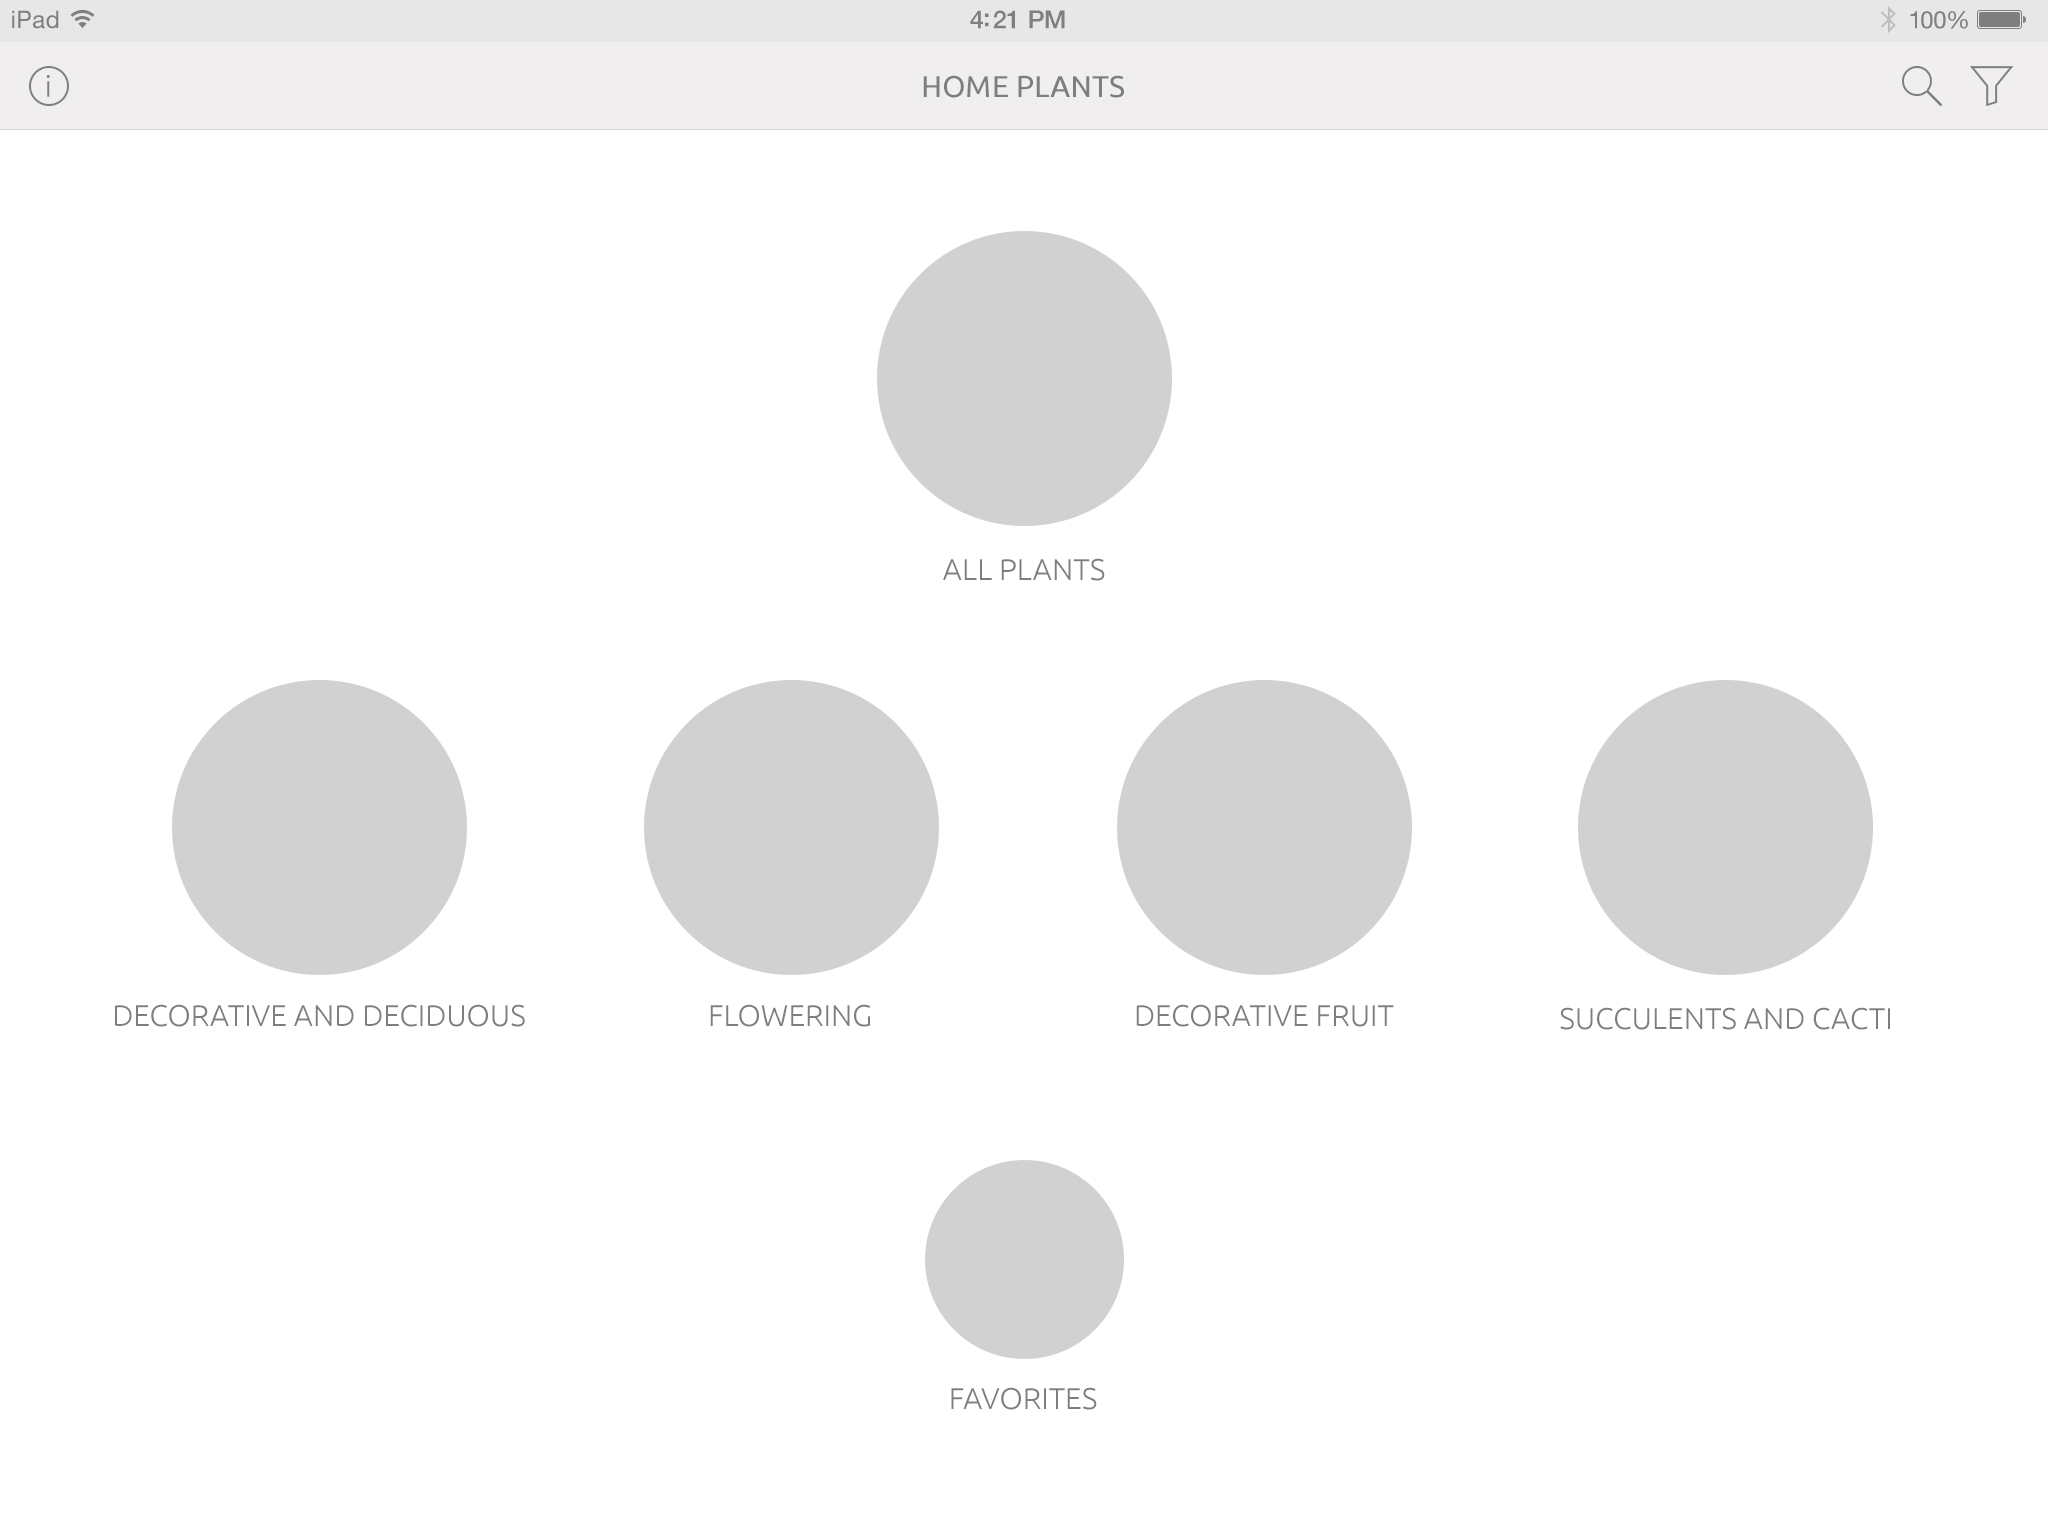 iPad 4:21 PM 100%
HOME PLANTS
ALL PLANTS
DECORATIVE AND DECIDUOUS
FLOWERING
DECORATIVE FRUIT
SUCCULENTS AND CACTI
FAVORITES